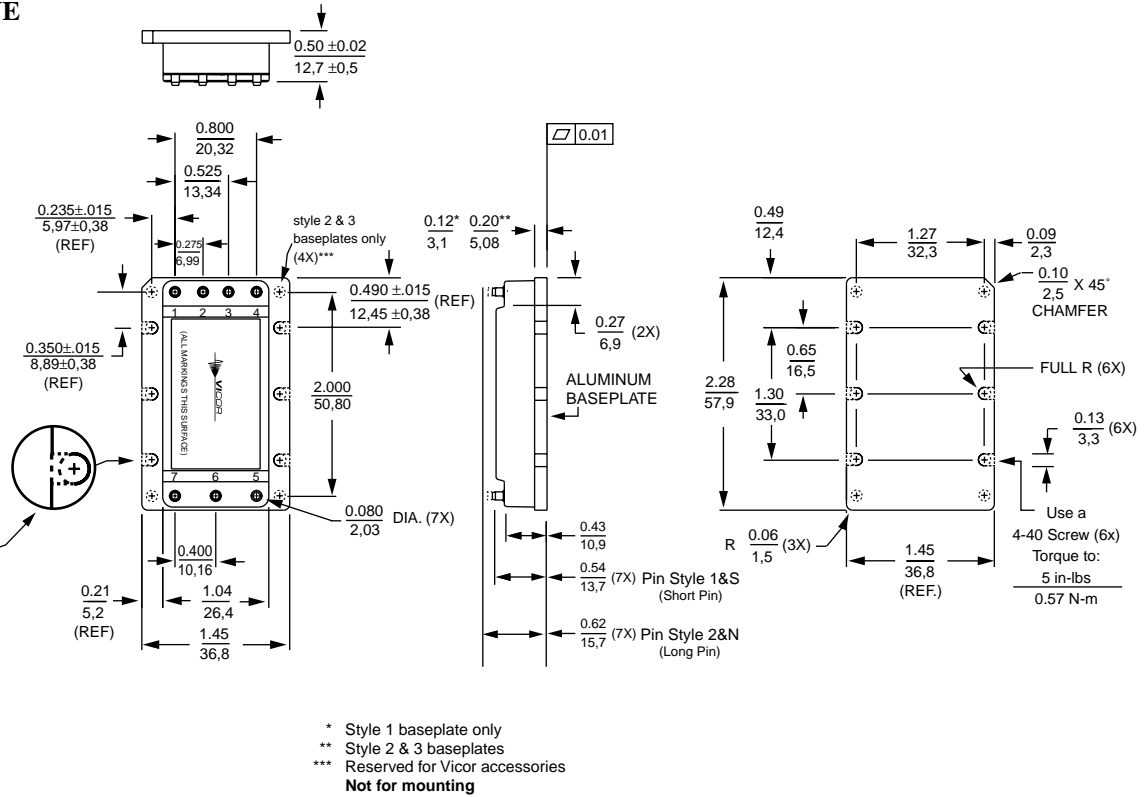 VE
0.50 ±0.02
12,7 ±0,5
0.800
20,32
0.525
13,34
0.235±.015
5,97±0,38
(REF)
0.275
6,99
style 2 & 3
baseplates only
(4X)***
0.490 ±.015 (REF)
12,45 ±0,38
1 2 3 4
0.350±.015
8,89±0,38
(REF)
(ALL MARKINGS THIS SURFACE)
VICOR
2.000
50,80
7 6 5
0.080 DIA. (7X)
2,03
0.400
10,16
0.21
5,2
(REF)
1.04
26,4
1.45
36,8
0.01
0.12* 0.20**
3,1 5,08
0.27 (2X)
6,9
ALUMINUM
BASEPLATE
0.43
10,9
0.54 (7X) Pin Style 1&S
13,7 (Short Pin)
0.62 (7X) Pin Style 2&N
15,7 (Long Pin)
0.49
12,4
1.27
32,3
0.09
2,3
0.10 X 45°
2,5
CHAMFER
0.65
16,5
2.28
57,9
1.30
33,0
FULL R (6X)
0.13 (6X)
3,3
R 0.06 (3X)
1,5
1.45
36,8
(REF.)
Use a
4-40 Screw (6x)
Torque to:
5 in-lbs
0.57 N-m
* Style 1 baseplate only
** Style 2 & 3 baseplates
*** Reserved for Vicor accessories
Not for mounting